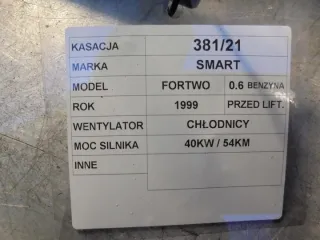 KASACJA 381/21
MARKA SMART
MODEL FORTWO 0.6 BENZYNA
ROK 1999 PRZED LIFT.
WENTYLATOR CHŁODNICY
MOC SILNIKA 40KW / 54KM
INNE